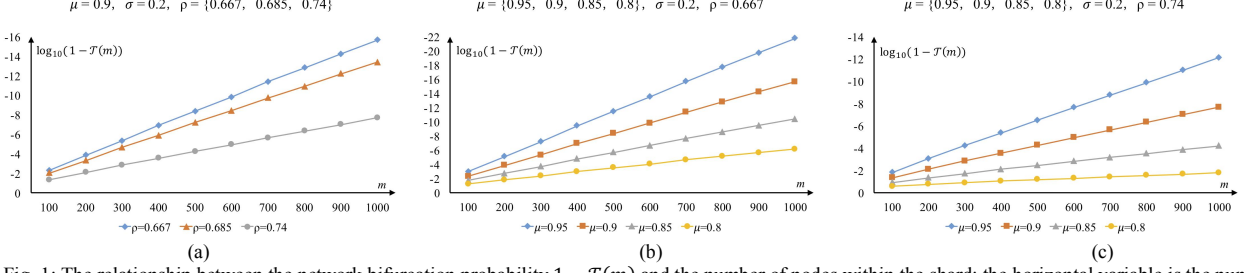 μ = 0.9, σ = 0.2, ρ = {0.667, 0.685, 0.74}
log₁₀(1 − 𝒯(m))
-16
-14
-12
-10
-8
-6
-4
-2
0
m
100 200 300 400 500 600 700 800 900 1000
ρ=0.667 ρ=0.685 ρ=0.74
(a)
μ = {0.95, 0.9, 0.85, 0.8}, σ = 0.2, ρ = 0.667
log₁₀(1 − 𝒯(m))
-22
-20
-18
-16
-14
-12
-10
-8
-6
-4
-2
0
m
100 200 300 400 500 600 700 800 900 1000
μ=0.95 μ=0.9 μ=0.85 μ=0.8
(b)
μ = {0.95, 0.9, 0.85, 0.8}, σ = 0.2, ρ = 0.74
log₁₀(1 − 𝒯(m))
-14
-12
-10
-8
-6
-4
-2
0
m
100 200 300 400 500 600 700 800 900 1000
μ=0.95 μ=0.9 μ=0.85 μ=0.8
(c)
Fig. 1: The relationship between the network bifurcation probability 1 − 𝒯(m) and the number of nodes within the shard; the horizontal variable is the num